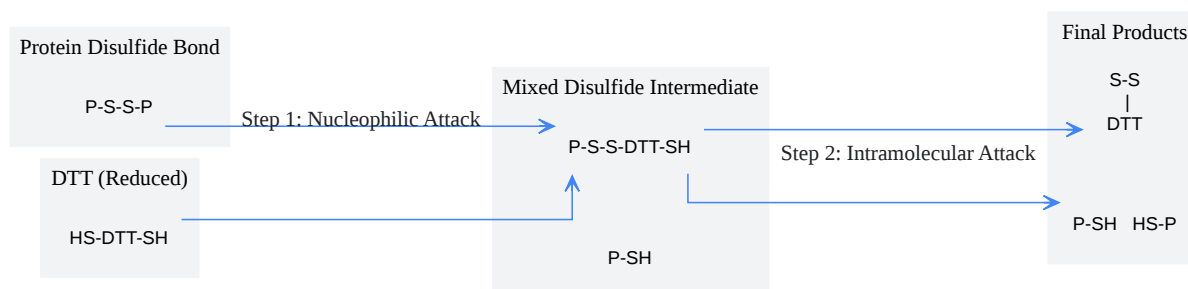 Protein Disulfide Bond
P-S-S-P
DTT (Reduced)
HS-DTT-SH
Step 1: Nucleophilic Attack
Mixed Disulfide Intermediate
P-S-S-DTT-SH
P-SH
Step 2: Intramolecular Attack
Final Products
S-S
|
DTT
P-SH HS-P